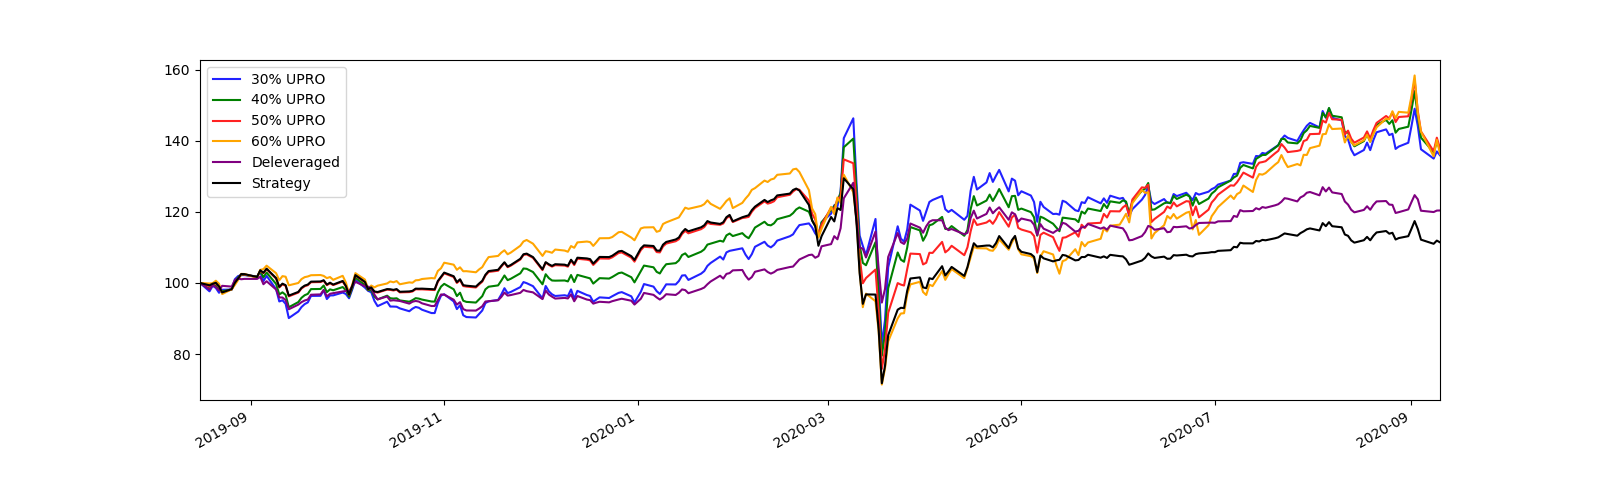 160
140
120
100
80
30% UPRO
40% UPRO
50% UPRO
60% UPRO
Deleveraged
Strategy
2019-09
2019-11
2020-01
2020-03
2020-05
2020-07
2020-09